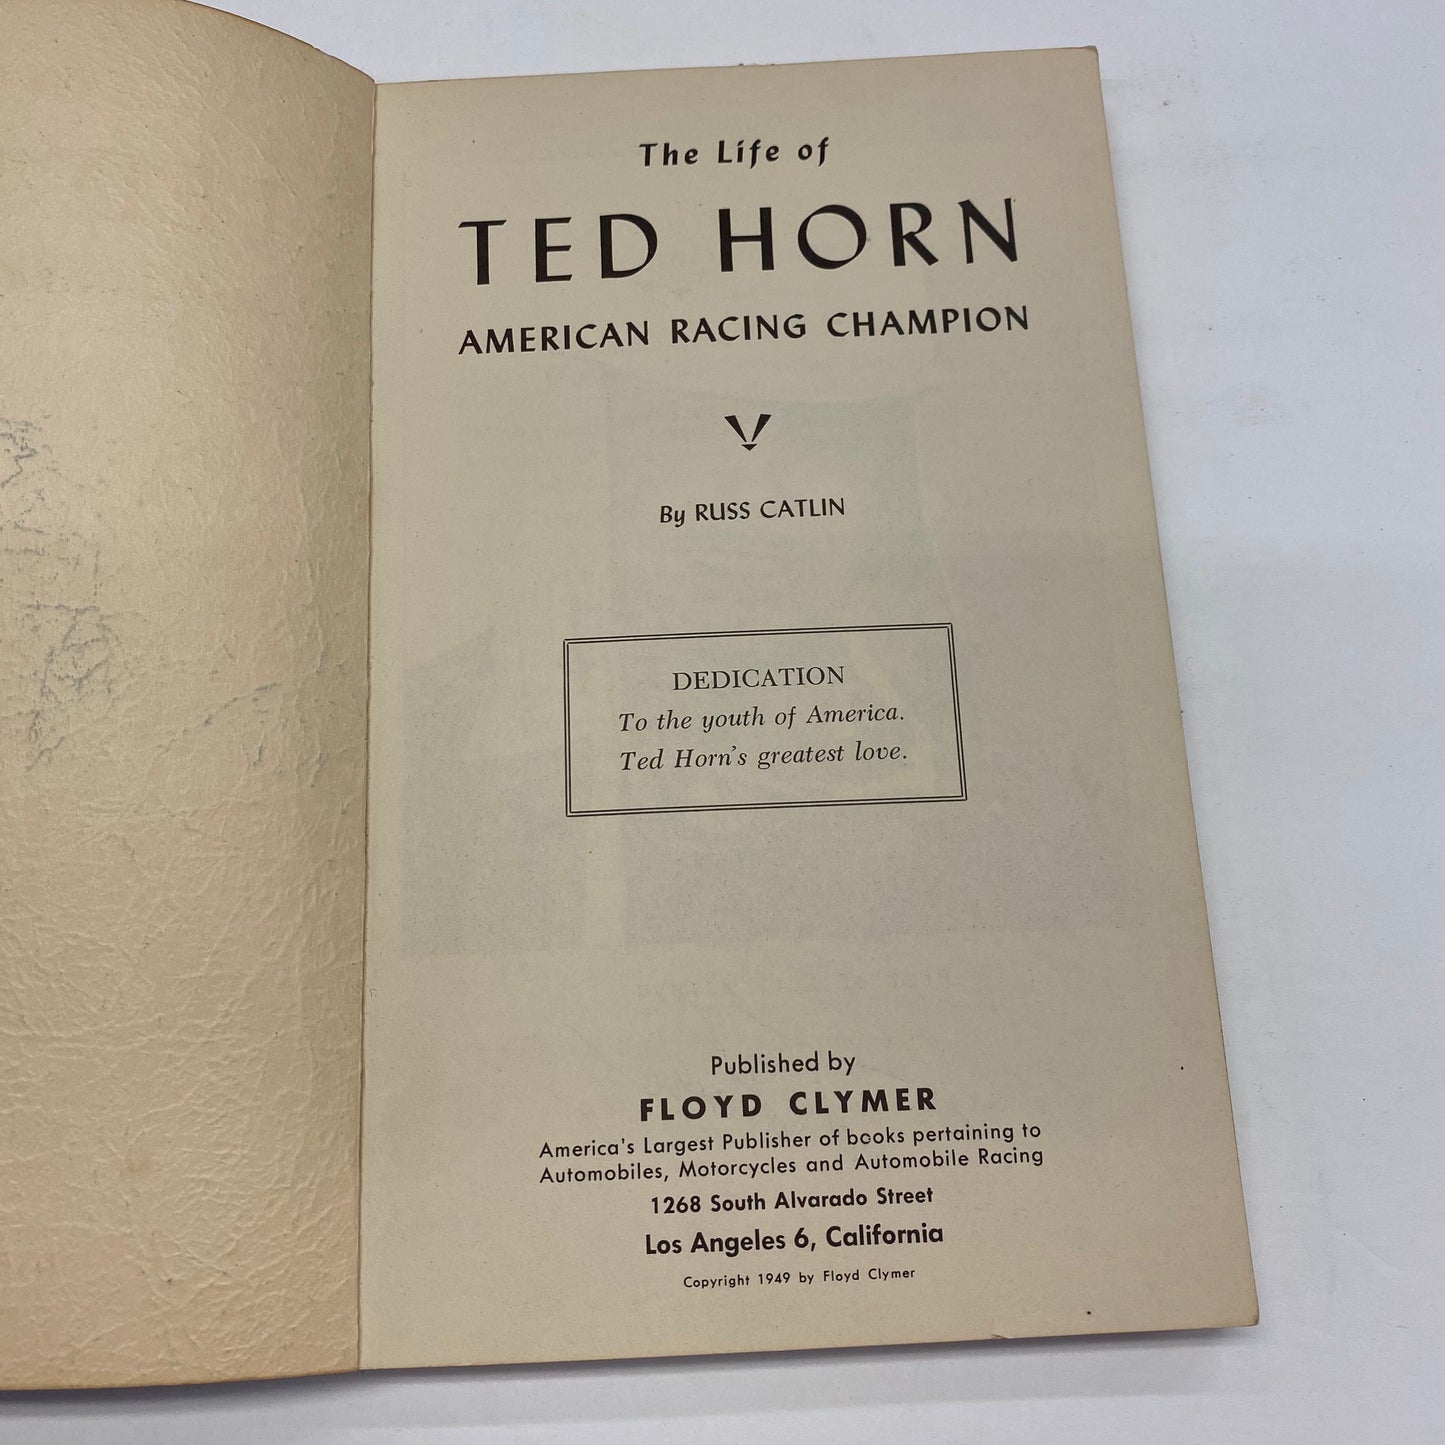 The Life of
TED HORN
AMERICAN RACING CHAMPION
By RUSS CATLIN
DEDICATION
To the youth of America.
Ted Horn's greatest love.
Published by
FLOYD CLYMER
America's Largest Publisher of books pertaining to
Automobiles, Motorcycles and Automobile Racing
1268 South Alvarado Street
Los Angeles 6, California
Copyright 1949 by Floyd Clymer